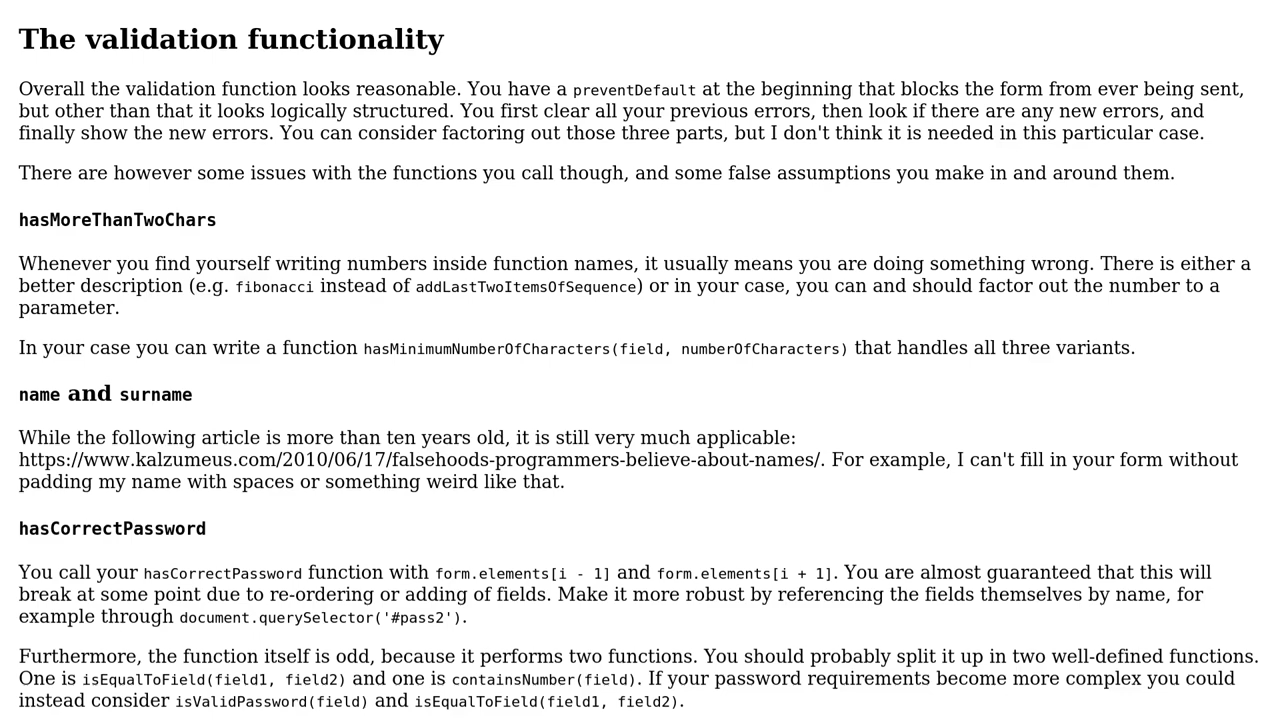 The validation functionality
Overall the validation function looks reasonable. You have a preventDefault at the beginning that blocks the form from ever being sent,
but other than that it looks logically structured. You first clear all your previous errors, then look if there are any new errors, and
finally show the new errors. You can consider factoring out those three parts, but I don't think it is needed in this particular case.
There are however some issues with the functions you call though, and some false assumptions you make in and around them.
hasMoreThanTwoChars
Whenever you find yourself writing numbers inside function names, it usually means you are doing something wrong. There is either a
better description (e.g. fibonacci instead of addLastTwoItemsOfSequence) or in your case, you can and should factor out the number to a
parameter.
In your case you can write a function hasMinimumNumberOfCharacters(field, numberOfCharacters) that handles all three variants.
name and surname
While the following article is more than ten years old, it is still very much applicable:
https://www.kalzumeus.com/2010/06/17/falsehoods-programmers-believe-about-names/. For example, I can't fill in your form without
padding my name with spaces or something weird like that.
hasCorrectPassword
You call your hasCorrectPassword function with form.elements[i - 1] and form.elements[i + 1]. You are almost guaranteed that this will
break at some point due to re-ordering or adding of fields. Make it more robust by referencing the fields themselves by name, for
example through document.querySelector('#pass2').
Furthermore, the function itself is odd, because it performs two functions. You should probably split it up in two well-defined functions.
One is isEqualToField(field1, field2) and one is containsNumber(field). If your password requirements become more complex you could
instead consider isValidPassword(field) and isEqualToField(field1, field2).